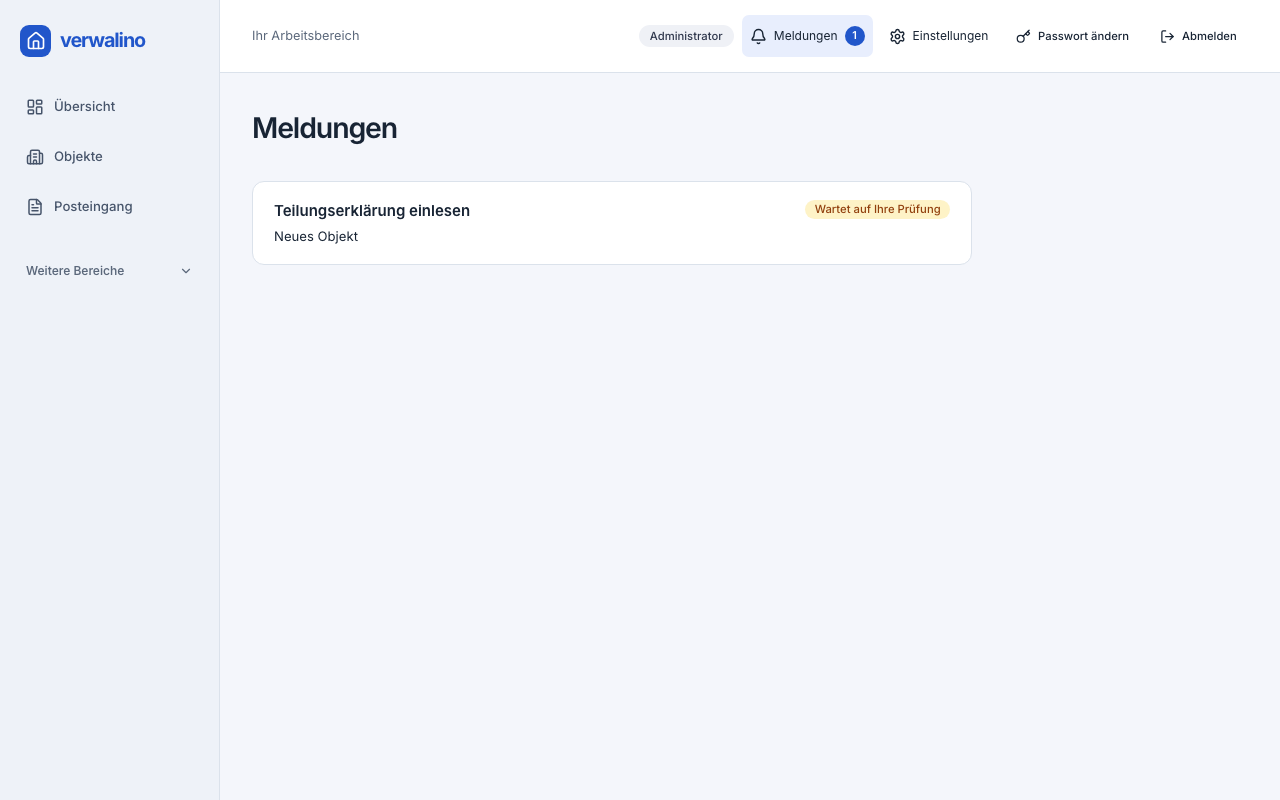 verwalino
Ihr Arbeitsbereich
Administrator
Meldungen 1
Einstellungen
Passwort ändern
Abmelden
Übersicht
Objekte
Posteingang
Weitere Bereiche
Meldungen
Teilungserklärung einlesen
Wartet auf Ihre Prüfung
Neues Objekt